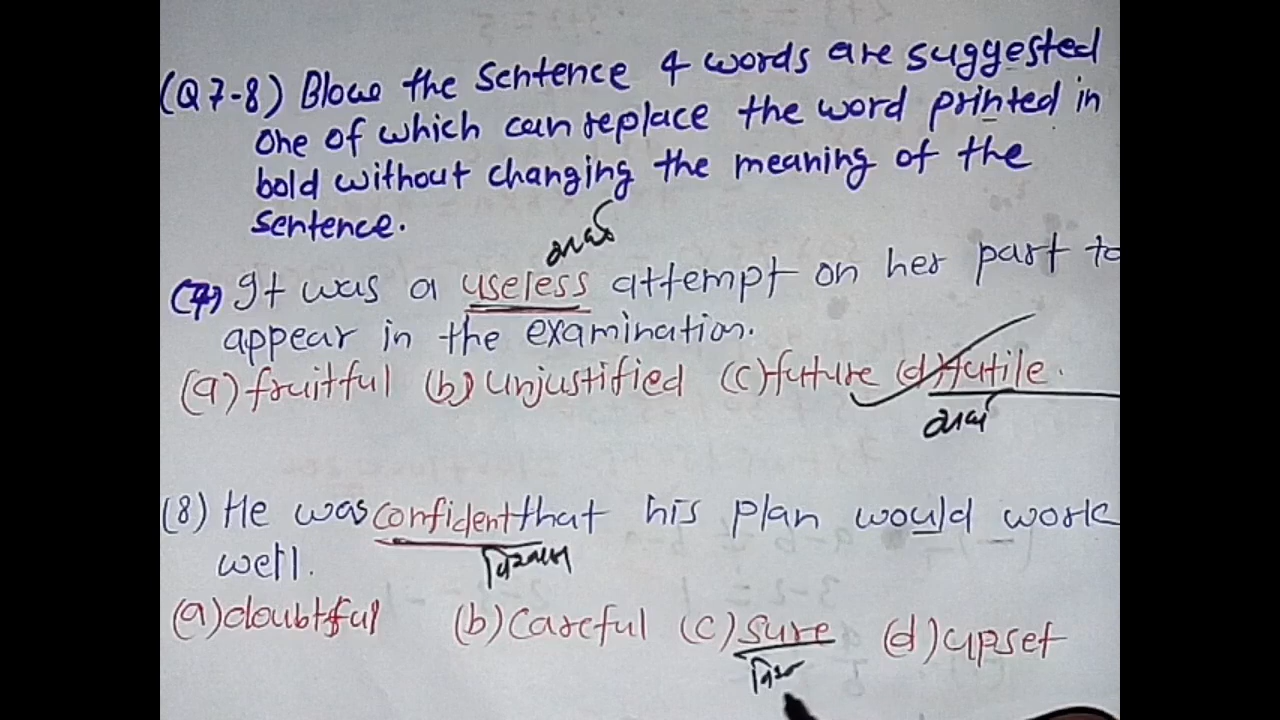 (Q 7-8) Blow the Sentence 4 words are suggested
One of which can replace the word printed in
bold without changing the meaning of the
Sentence.
(7) It was a useless attempt on her part to
appear in the examination.
(a) fruitful (b) unjustified (c) future (d) futile.
(8) He was confident that his plan would work
well.
(a) doubtful (b) Careful (c) Sure (d) upset